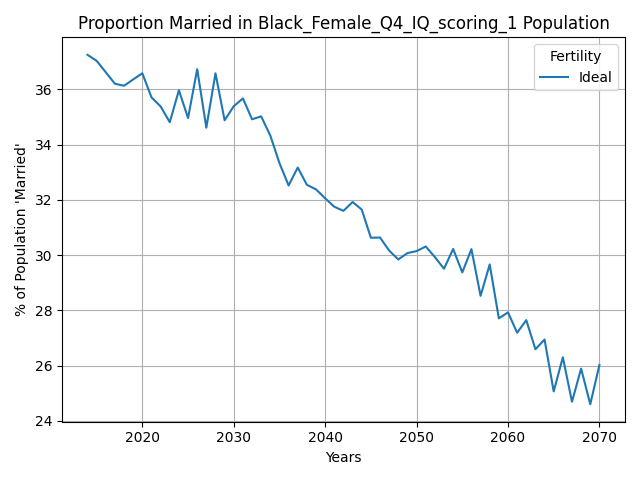 Proportion Married in Black_Female_Q4_IQ_scoring_1 Population
Fertility
Ideal
% of Population 'Married'
36
34
32
30
28
26
24
2020 2030 2040 2050 2060 2070
Years